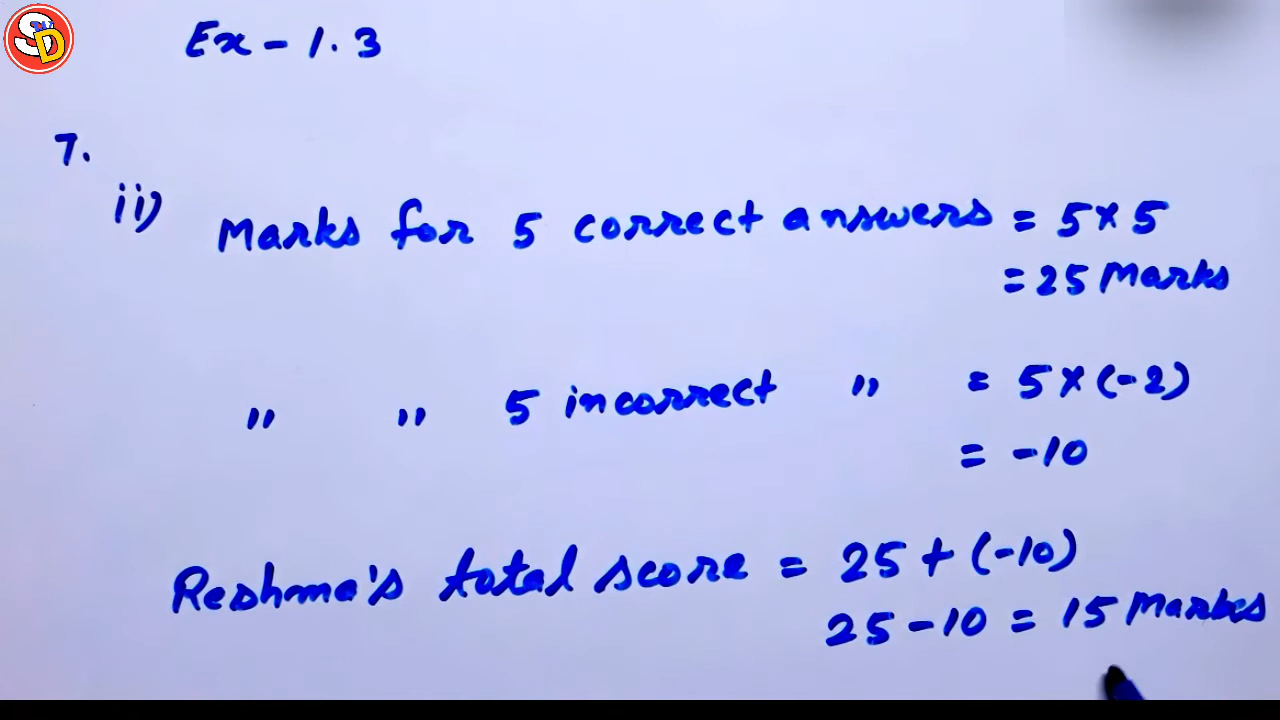 SD
Ex - 1.3
7.
ii) Marks for 5 correct answers = 5 × 5
= 25 Marks
" " 5 incorrect " = 5 × (-2)
= -10
Reshma's total score = 25 + (-10)
25 - 10 = 15 Marks